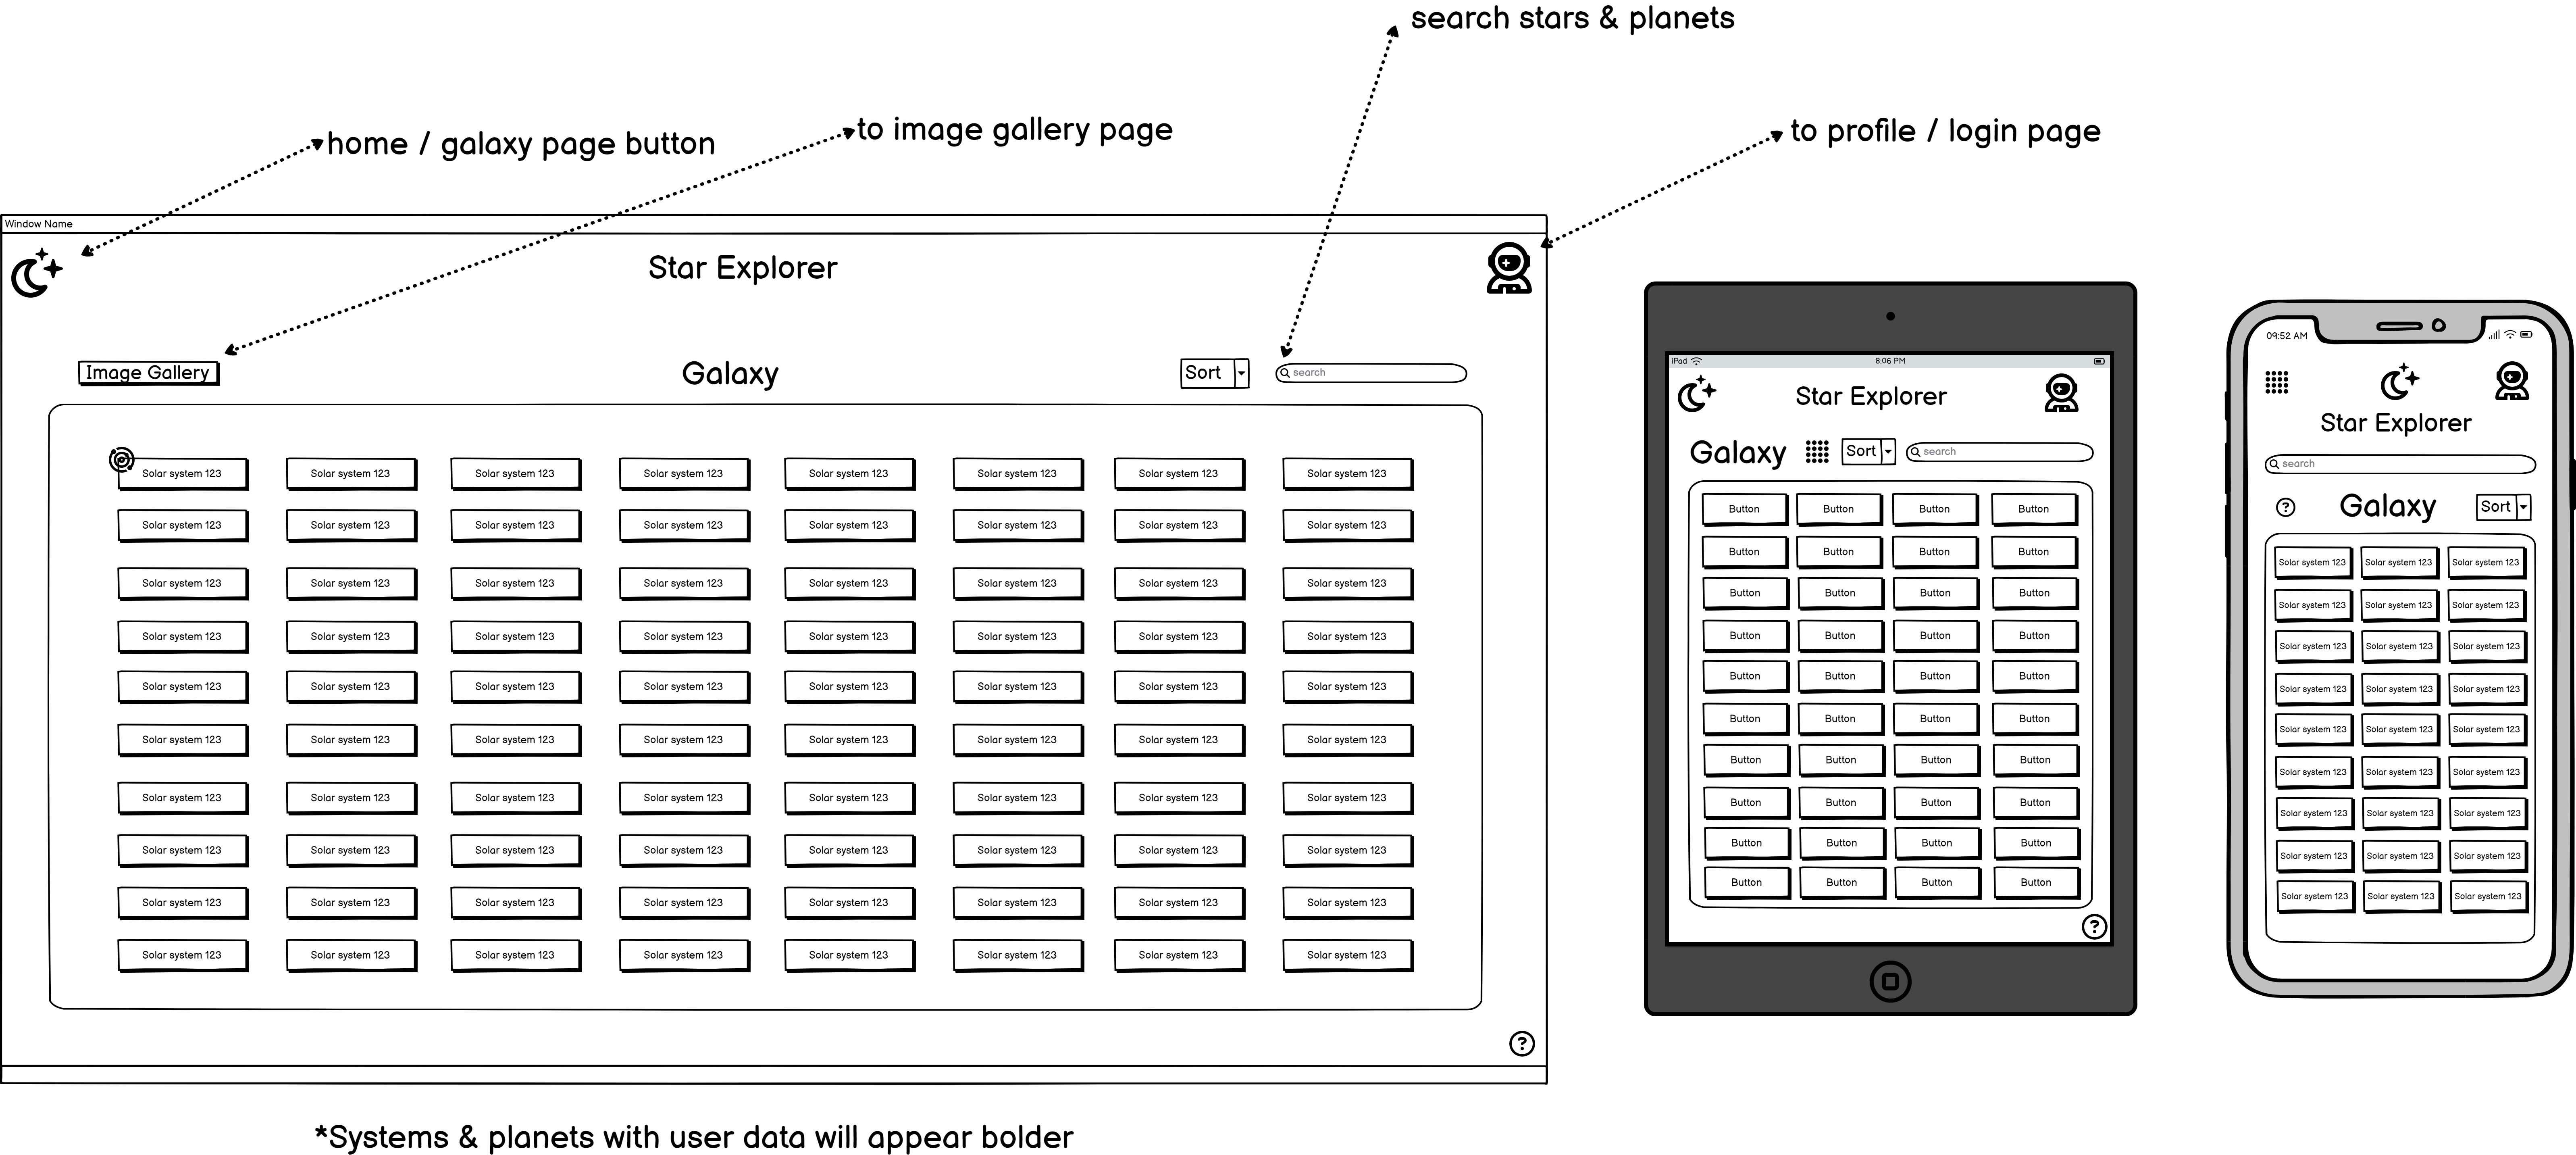 search stars & planets
home / galaxy page button
to image gallery page
to profile / login page
Window Name
Star Explorer
Image Gallery
Galaxy
Sort
search
Solar system 123 Solar system 123 Solar system 123 Solar system 123 Solar system 123 Solar system 123 Solar system 123 Solar system 123
Solar system 123 Solar system 123 Solar system 123 Solar system 123 Solar system 123 Solar system 123 Solar system 123 Solar system 123
Solar system 123 Solar system 123 Solar system 123 Solar system 123 Solar system 123 Solar system 123 Solar system 123 Solar system 123
Solar system 123 Solar system 123 Solar system 123 Solar system 123 Solar system 123 Solar system 123 Solar system 123 Solar system 123
Solar system 123 Solar system 123 Solar system 123 Solar system 123 Solar system 123 Solar system 123 Solar system 123 Solar system 123
Solar system 123 Solar system 123 Solar system 123 Solar system 123 Solar system 123 Solar system 123 Solar system 123 Solar system 123
Solar system 123 Solar system 123 Solar system 123 Solar system 123 Solar system 123 Solar system 123 Solar system 123 Solar system 123
Solar system 123 Solar system 123 Solar system 123 Solar system 123 Solar system 123 Solar system 123 Solar system 123 Solar system 123
Solar system 123 Solar system 123 Solar system 123 Solar system 123 Solar system 123 Solar system 123 Solar system 123 Solar system 123
Solar system 123 Solar system 123 Solar system 123 Solar system 123 Solar system 123 Solar system 123 Solar system 123 Solar system 123
?
*Systems & planets with user data will appear bolder
iPad 8:06 PM
Star Explorer
Galaxy Sort search
Button Button Button Button
Button Button Button Button
Button Button Button Button
Button Button Button Button
Button Button Button Button
Button Button Button Button
Button Button Button Button
Button Button Button Button
Button Button Button Button
Button Button Button Button
?
09:52 AM
Star Explorer
search
? Galaxy Sort
Solar system 123 Solar system 123 Solar system 123
Solar system 123 Solar system 123 Solar system 123
Solar system 123 Solar system 123 Solar system 123
Solar system 123 Solar system 123 Solar system 123
Solar system 123 Solar system 123 Solar system 123
Solar system 123 Solar system 123 Solar system 123
Solar system 123 Solar system 123 Solar system 123
Solar system 123 Solar system 123 Solar system 123
Solar system 123 Solar system 123 Solar system 123